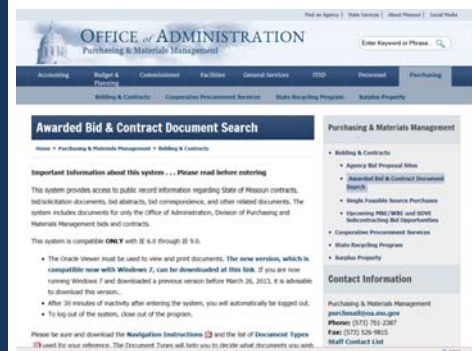 Find an Agency | State Services | About Missouri | Social Media
OFFICE of ADMINISTRATION
Purchasing & Materials Management
Enter Keyword or Phrase...
Accounting Budget & Planning Commissioner Facilities General Services ITSD Personnel Purchasing
Bidding & Contracts Cooperative Procurement Services State Recycling Program Surplus Property
Awarded Bid & Contract Document Search
Home > Purchasing & Materials Management > Bidding & Contracts
Important Information about this system . . . Please read before entering
This system provides access to public record information regarding State of Missouri contracts,
bid/solicitation documents, bid abstracts, bid correspondence, and other related documents. The
system includes documents for only the Office of Administration, Division of Purchasing and
Materials Management bids and contracts.
This system is compatible ONLY with IE 6.0 through IE 9.0.
• The Oracle Viewer must be used to view and print documents. The new version, which is
compatible now with Windows 7, can be downloaded at this link. If you are now
running Windows 7 and downloaded a previous version before March 26, 2013, it is advisable
to download this version..
• After 30 minutes of inactivity after entering the system, you will automatically be logged out.
• To log out of the system, close out of the program.
Please be sure and download the Navigation Instructions and the list of Document Types
used for your reference. The Document Types will help you to decide what documents you wish
Purchasing & Materials Management
• Bidding & Contracts
• Agency Bid Proposal Sites
• Awarded Bid & Contract Document
Search
• Single Feasible Source Purchases
• Upcoming MBE/WBE and SDVE
Subcontracting Bid Opportunities
• Cooperative Procurement Services
• State Recycling Program
• Surplus Property
Contact Information
Purchasing & Materials Management
purchmail@oa.mo.gov
Phone: (573) 751-2387
Fax: (573) 526-9815
Staff Contact List